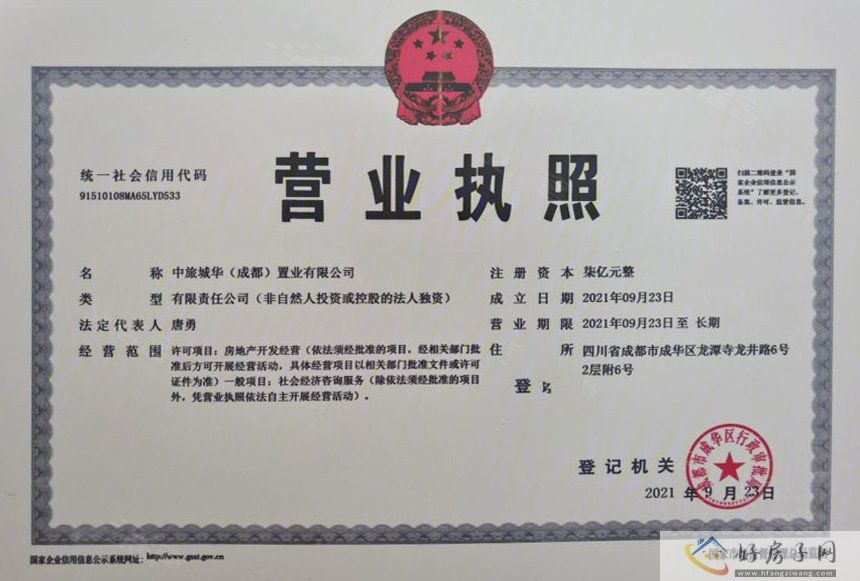 营业执照
统一社会信用代码
91510108MA65LYD533
扫描二维码登录“国
家企业信用信息公示
系统”了解更多登记、
备案、许可、监管信息。
名称 中旅城华（成都）置业有限公司
类型 有限责任公司（非自然人投资或控股的法人独资）
法定代表人 唐勇
经营范围 许可项目：房地产开发经营（依法须经批准的项目，经相关部门批
准后方可开展经营活动，具体经营项目以相关部门批准文件或许可
证件为准）一般项目：社会经济咨询服务（除依法须经批准的项目
外，凭营业执照依法自主开展经营活动）。
注册资本 柒亿元整
成立日期 2021年09月23日
营业期限 2021年09月23日至 长期
住所 四川省成都市成华区龙潭寺龙井路6号
2层附6号
登
登记机关
成都市成华区行政审批局
2021 年 9 月 23 日
国家企业信用信息公示系统网址：http://www.gsxt.gov.cn
好房子网
www.hfangziwang.com